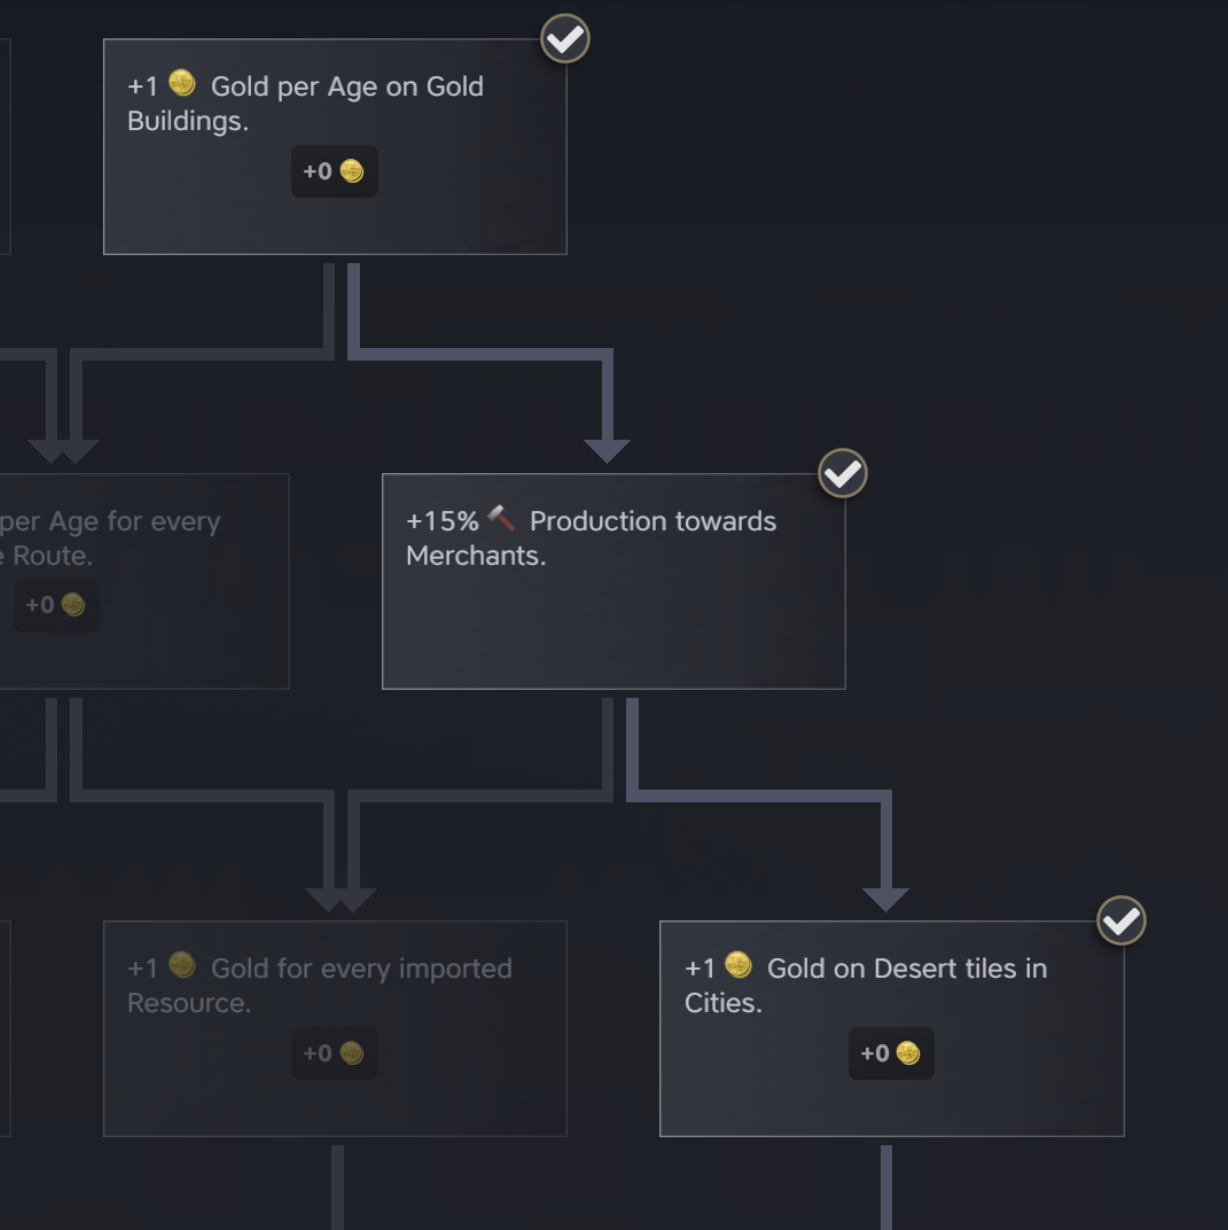 +1 Gold per Age on Gold
Buildings.
+0
per Age for every
Route.
+0
+15% Production towards
Merchants.
+1 Gold for every imported
Resource.
+0
+1 Gold on Desert tiles in
Cities.
+0